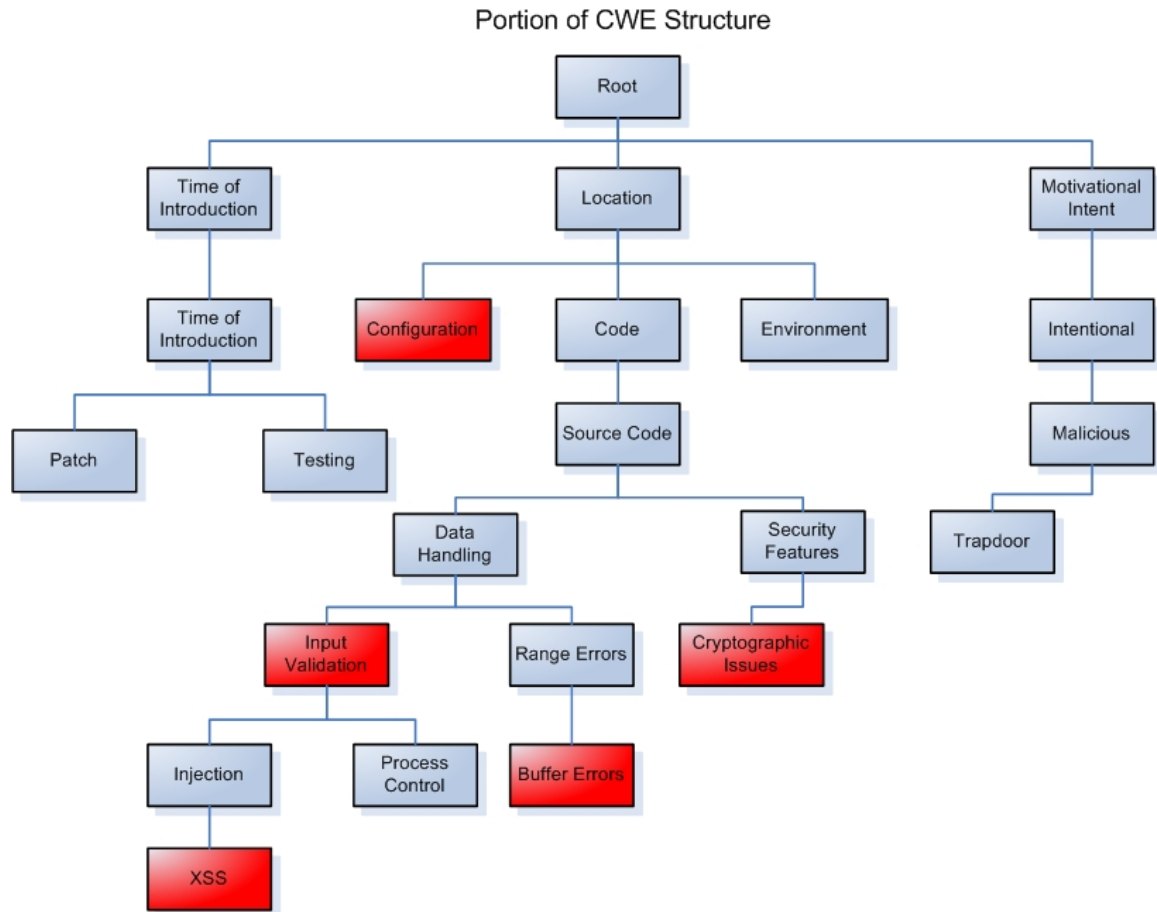 Portion of CWE Structure
Root
Time of
Introduction
Location
Motivational
Intent
Time of
Introduction
Configuration
Code
Environment
Intentional
Patch
Testing
Source Code
Malicious
Data
Handling
Security
Features
Trapdoor
Input
Validation
Range Errors
Cryptographic
Issues
Injection
Process
Control
Buffer Errors
XSS